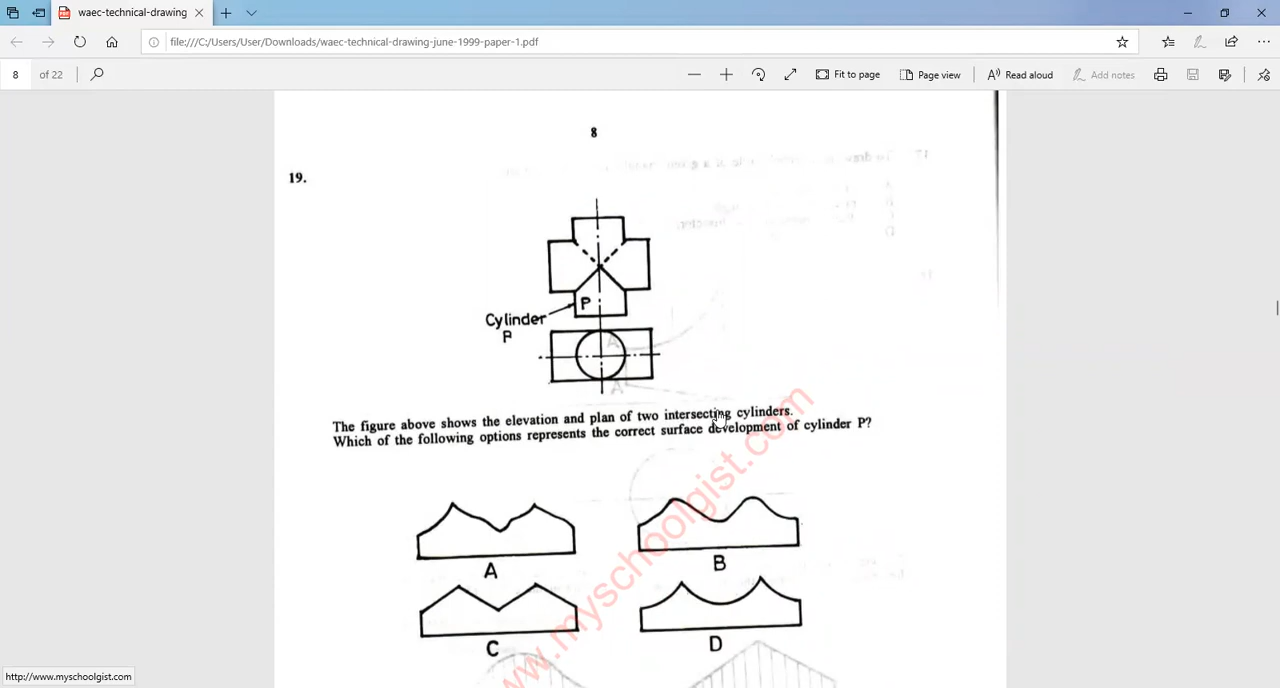 waec-technical-drawing
file:///C:/Users/User/Downloads/waec-technical-drawing-june-1999-paper-1.pdf
8 of 22
Fit to page
Page view
Read aloud
Add notes
8
19.
P
Cylinder
P
The figure above shows the elevation and plan of two intersecting cylinders.
Which of the following options represents the correct surface development of cylinder P?
A
B
C
D
www.myschoolgist.com
http://www.myschoolgist.com